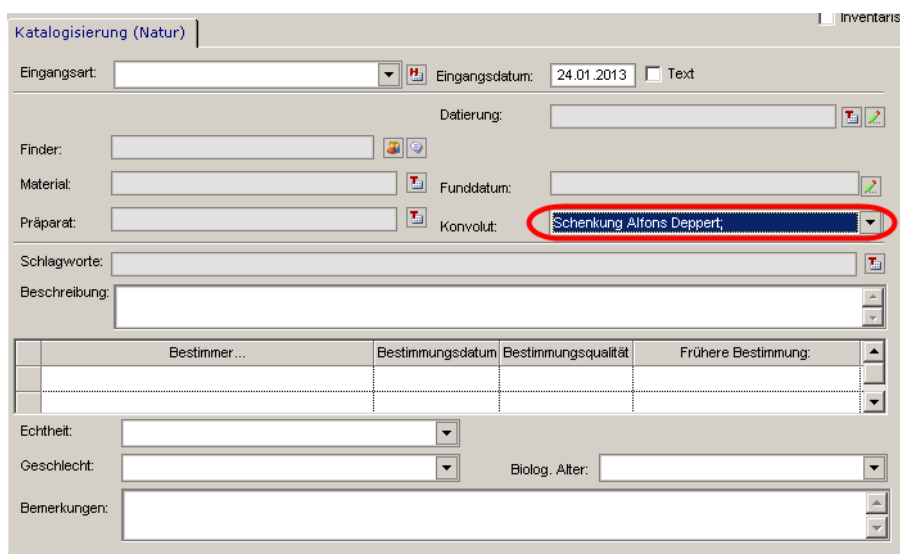 Inventaris
Katalogisierung (Natur)
Eingangsart: Eingangsdatum: 24.01.2013 Text
Datierung:
Finder:
Material: Funddatum:
Präparat: Konvolut: Schenkung Alfons Deppert;
Schlagworte:
Beschreibung:
Bestimmer... Bestimmungsdatum Bestimmungsqualität Frühere Bestimmung:
Echtheit:
Geschlecht: Biolog. Alter:
Bemerkungen: